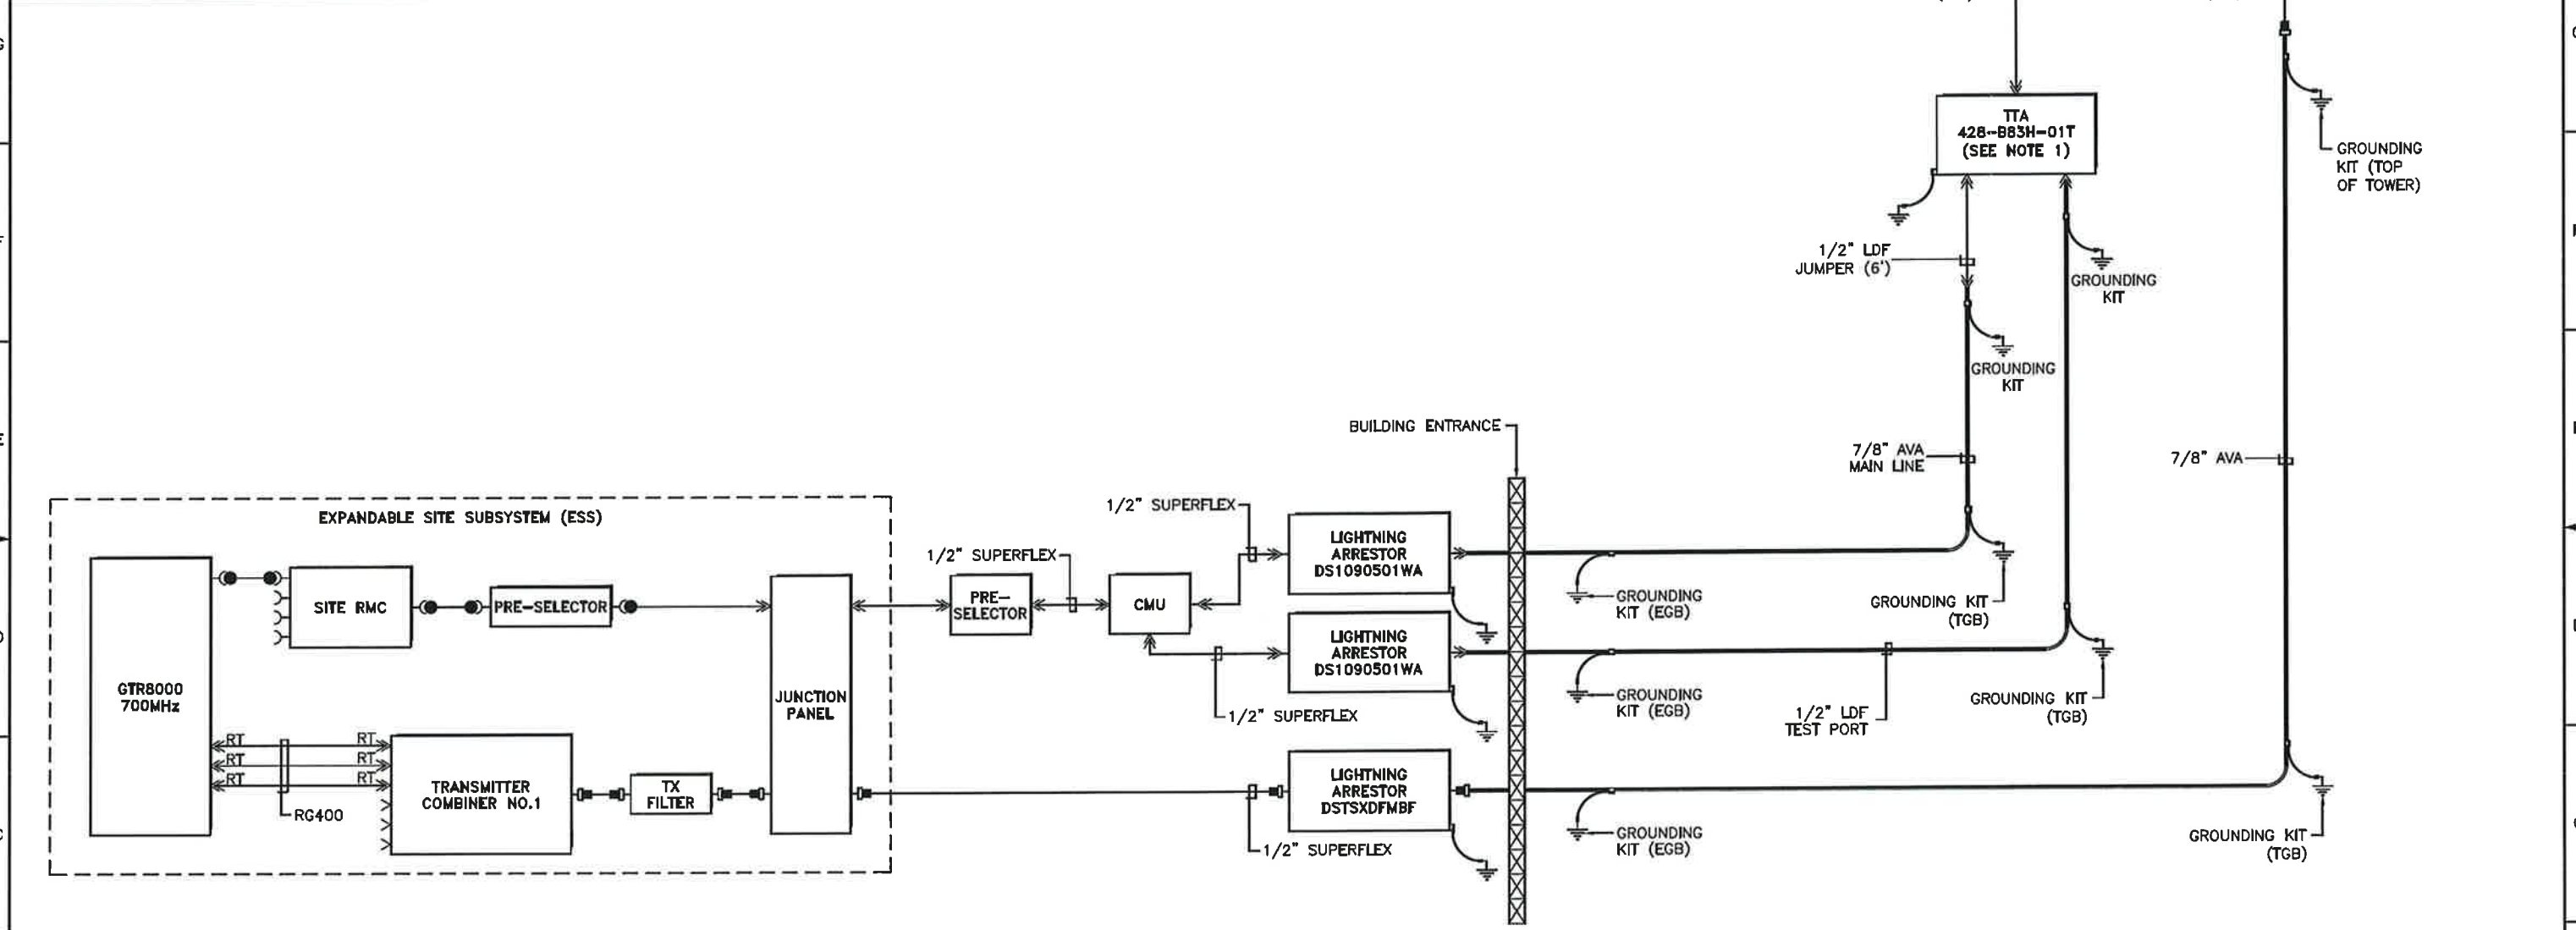 TTA
428-B83H-01T
(SEE NOTE 1)
GROUNDING
KIT (TOP
OF TOWER)
1/2" LDF
JUMPER (6')
GROUNDING
KIT
GROUNDING
KIT
BUILDING ENTRANCE
7/8" AVA
MAIN LINE
7/8" AVA
EXPANDABLE SITE SUBSYSTEM (ESS)
1/2" SUPERFLEX
1/2" SUPERFLEX
LIGHTNING
ARRESTOR
DS1090501WA
SITE RMC
PRE-SELECTOR
PRE-
SELECTOR
CMU
GROUNDING
KIT (EGB)
GROUNDING KIT
(TGB)
LIGHTNING
ARRESTOR
DS1090501WA
GTR8000
700MHz
JUNCTION
PANEL
1/2" SUPERFLEX
GROUNDING
KIT (EGB)
1/2" LDF
TEST PORT
GROUNDING KIT
(TGB)
RT
RT
RT
RT
RT
RT
RG400
TRANSMITTER
COMBINER NO.1
TX
FILTER
LIGHTNING
ARRESTOR
DSTSXDFMBF
1/2" SUPERFLEX
GROUNDING
KIT (EGB)
GROUNDING KIT
(TGB)